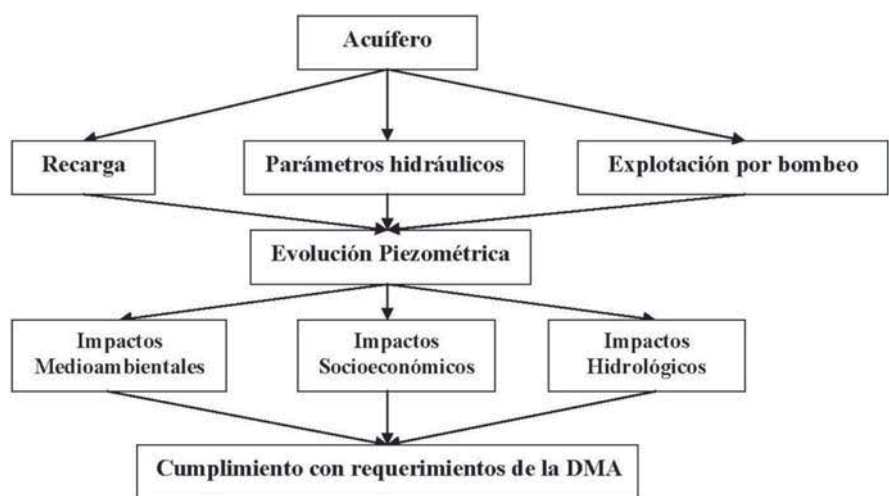 Acuífero
Recarga
Parámetros hidráulicos
Explotación por bombeo
Evolución Piezométrica
Impactos
Medioambientales
Impactos
Socioeconómicos
Impactos
Hidrológicos
Cumplimiento con requerimientos de la DMA